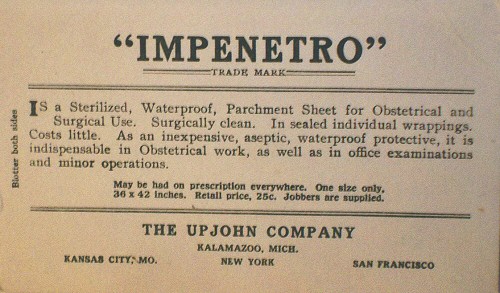 "IMPENETRO"
TRADE MARK
IS a Sterilized, Waterproof, Parchment Sheet for Obstetrical and
Surgical Use. Surgically clean. In sealed individual wrappings.
Costs little. As an inexpensive, aseptic, waterproof protective, it is
indispensable in Obstetrical work, as well as in office examinations
and minor operations.
Blotter both sides
May be had on prescription everywhere. One size only,
36 x 42 inches. Retail price, 25c. Jobbers are supplied.
THE UPJOHN COMPANY
KALAMAZOO, MICH.
KANSAS CITY, MO. NEW YORK SAN FRANCISCO